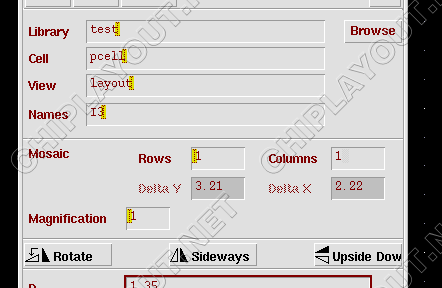 Library test Browse
Cell pcell
View layout
Names I3
Mosaic Rows 1 Columns 1
Delta Y 3.21 Delta X 2.22
Magnification 1
Rotate Sideways Upside Dow
1.35
CHIPLAYOUT.NET
CHIPLAYOUT.NET